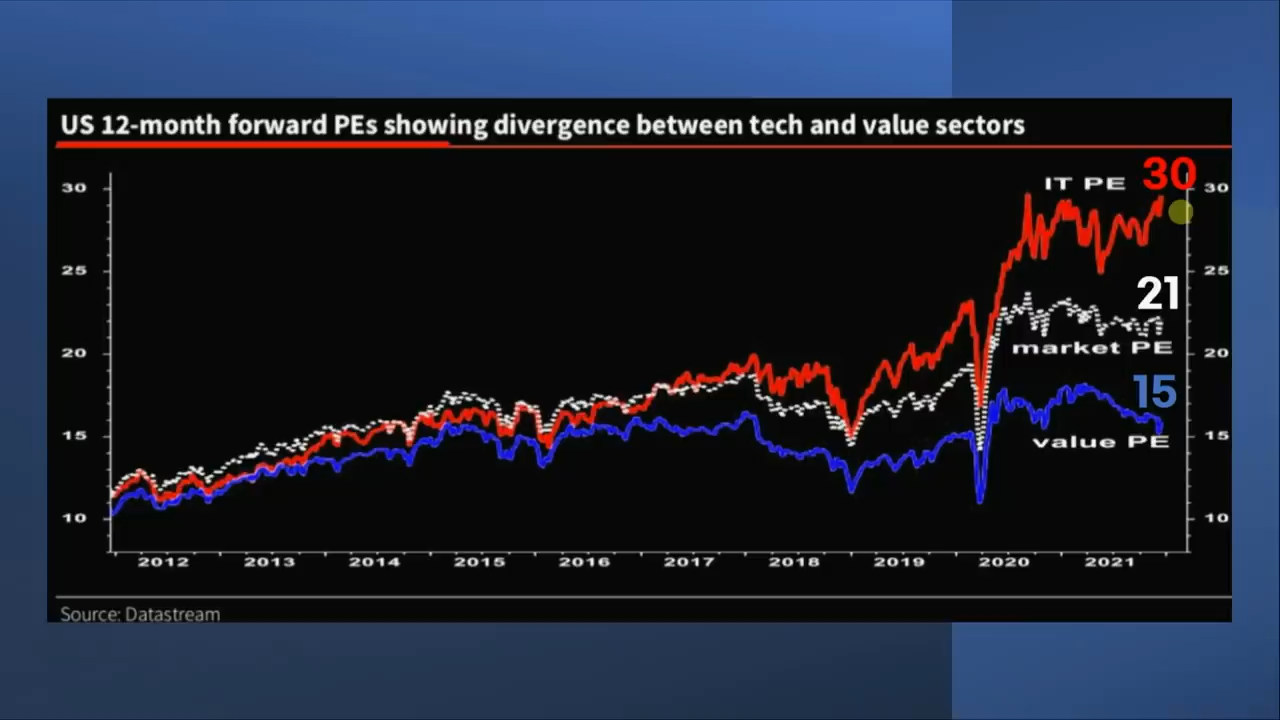 US 12-month forward PEs showing divergence between tech and value sectors
IT PE 30
30 30
25 25
21
20 market PE 20
15
15 value PE 15
10 10
2012 2013 2014 2015 2016 2017 2018 2019 2020 2021
Source: Datastream